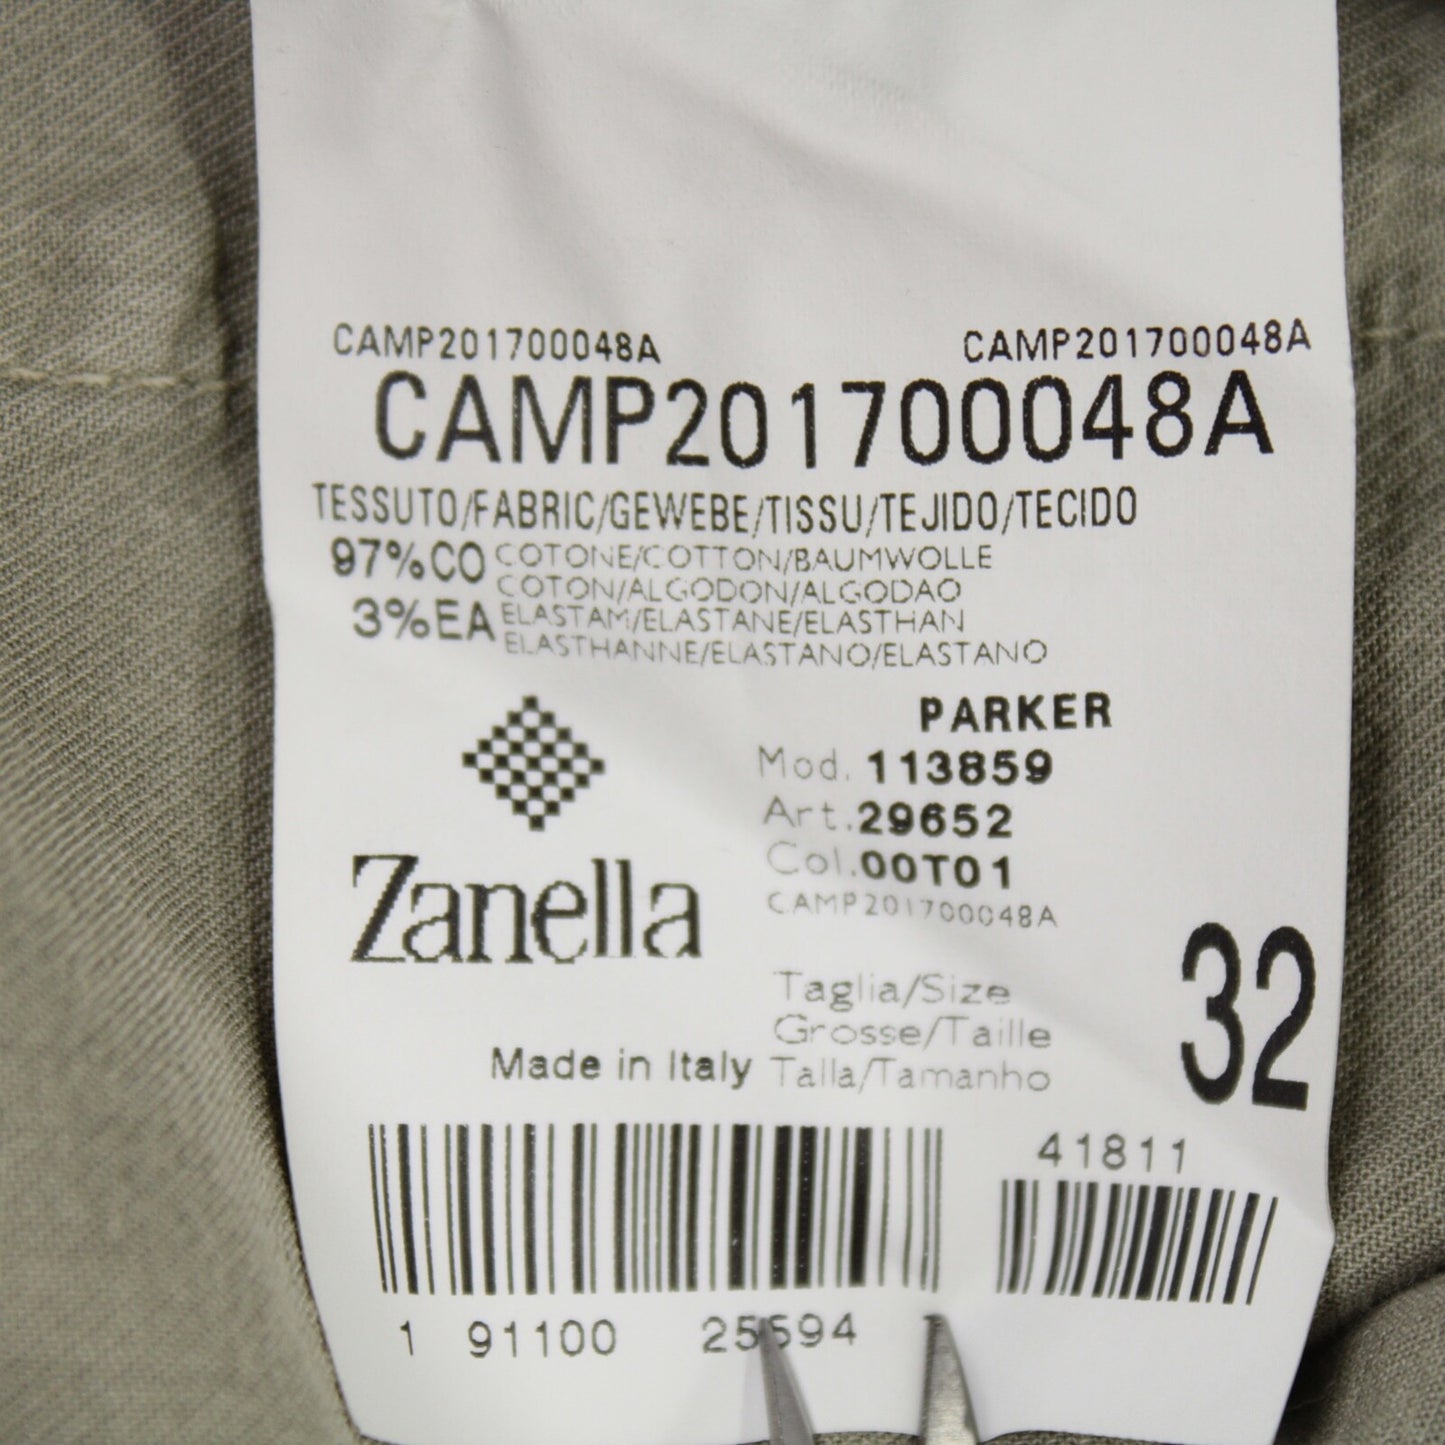 CAMP201700048A CAMP201700048A
CAMP201700048A
TESSUTO/FABRIC/GEWEBE/TISSU/TEJIDO/TECIDO
97%CO COTONE/COTTON/BAUMWOLLE
COTON/ALGODON/ALGODAO
3%EA ELASTAM/ELASTANE/ELASTHAN
ELASTHANNE/ELASTANO/ELASTANO
PARKER
Mod. 113859
Art. 29652
Col. 00T01
CAMP201700048A
Zanella
Taglia/Size
Grosse/Taille
Talla/Tamanho
32
Made in Italy
41811
1 91100